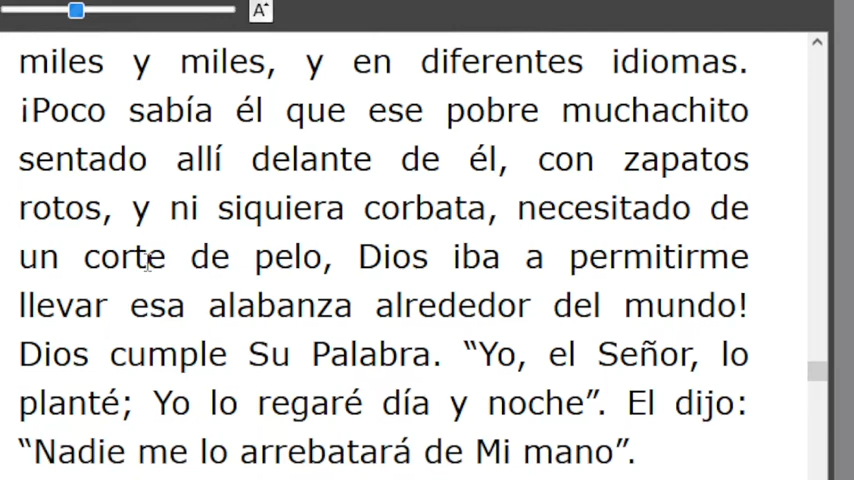 A
miles y miles, y en diferentes idiomas.
¡Poco sabía él que ese pobre muchachito
sentado allí delante de él, con zapatos
rotos, y ni siquiera corbata, necesitado de
un corte de pelo, Dios iba a permitirme
llevar esa alabanza alrededor del mundo!
Dios cumple Su Palabra. “Yo, el Señor, lo
planté; Yo lo regaré día y noche”. El dijo:
“Nadie me lo arrebatará de Mi mano”.